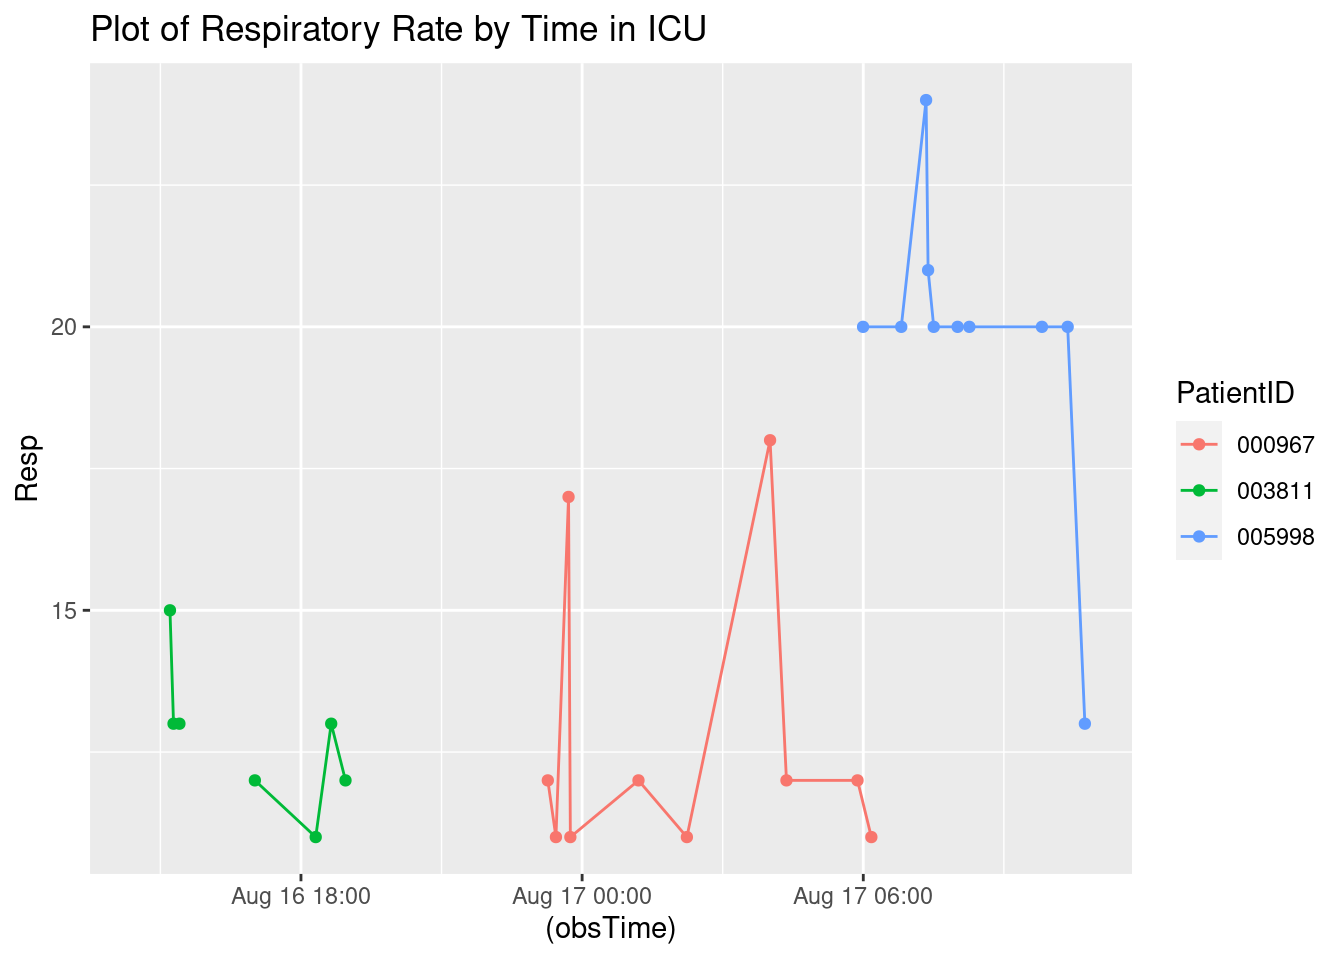 Plot of Respiratory Rate by Time in ICU
Resp
20
15
Aug 16 18:00 Aug 17 00:00 Aug 17 06:00
(obsTime)
PatientID
000967
003811
005998